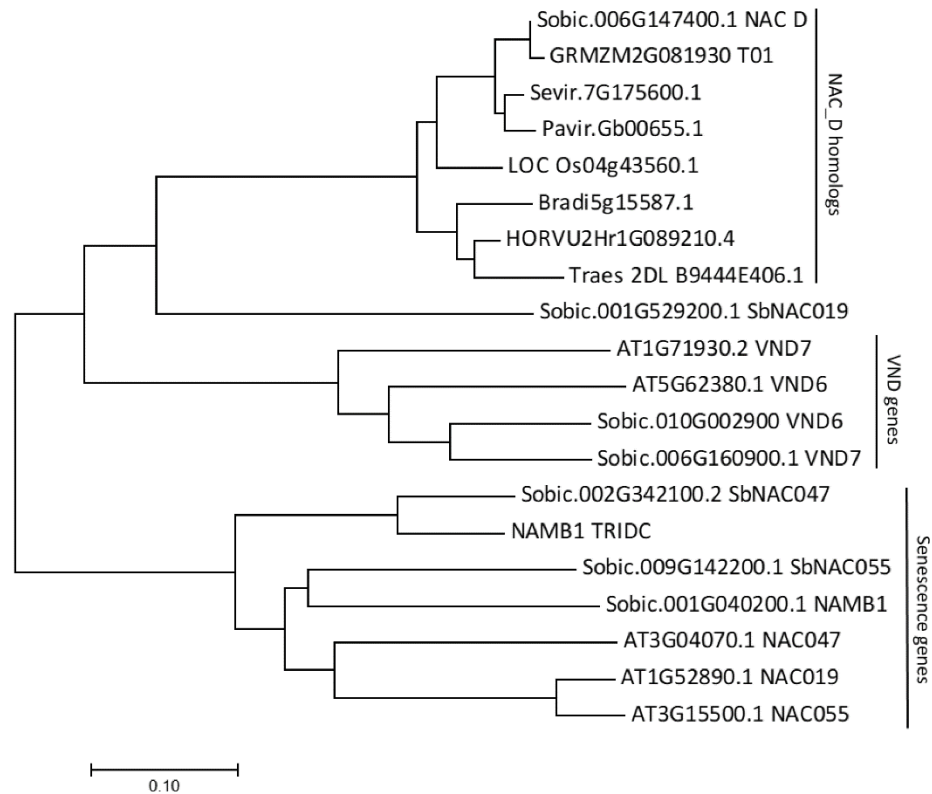 Sobic.006G147400.1 NAC D
GRMZM2G081930 T01
Sevir.7G175600.1
Pavir.Gb00655.1
LOC Os04g43560.1
Bradi5g15587.1
HORVU2Hr1G089210.4
Traes 2DL B9444E406.1
NAC_D homologs
Sobic.001G529200.1 SbNAC019
AT1G71930.2 VND7
AT5G62380.1 VND6
Sobic.010G002900 VND6
Sobic.006G160900.1 VND7
VND genes
Sobic.002G342100.2 SbNAC047
NAMB1 TRIDC
Sobic.009G142200.1 SbNAC055
Sobic.001G040200.1 NAMB1
AT3G04070.1 NAC047
AT1G52890.1 NAC019
AT3G15500.1 NAC055
Senescence genes
0.10